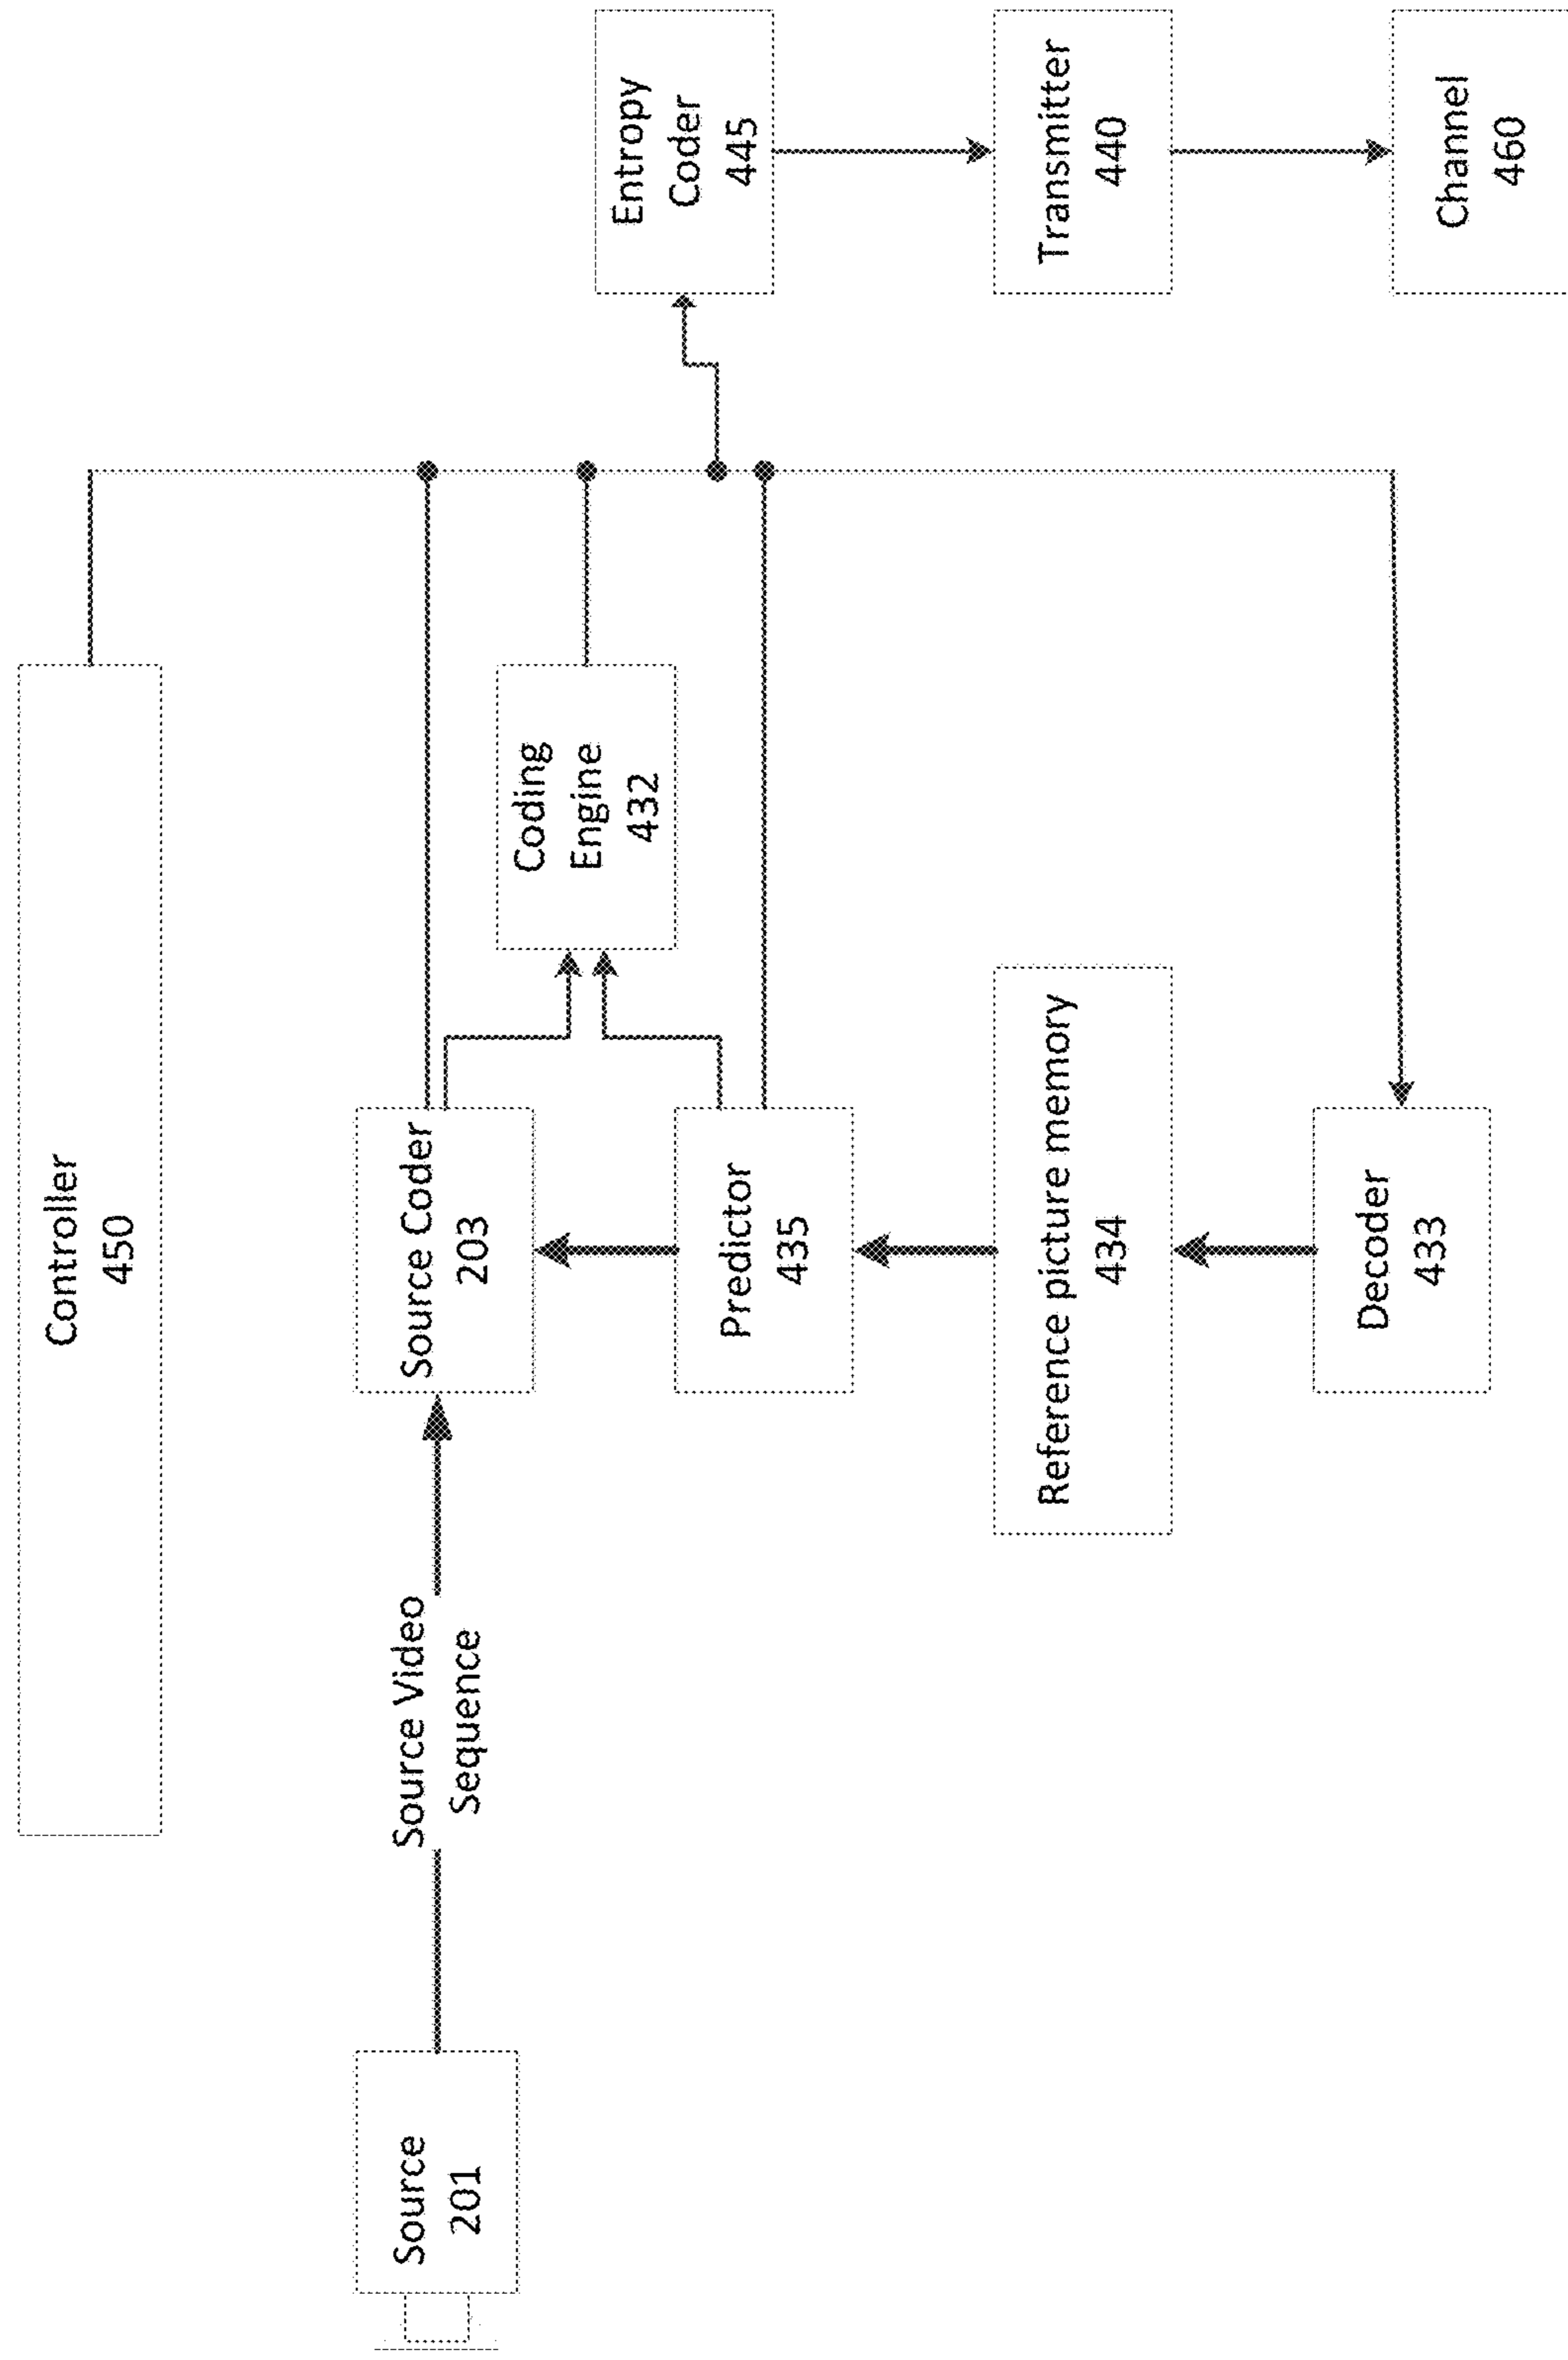 Controller
450
Source
201
Source Video
Sequence
Source Coder
203
Coding
Engine
432
Predictor
435
Reference picture memory
434
Decoder
433
Entropy
Coder
445
Transmitter
440
Channel
460